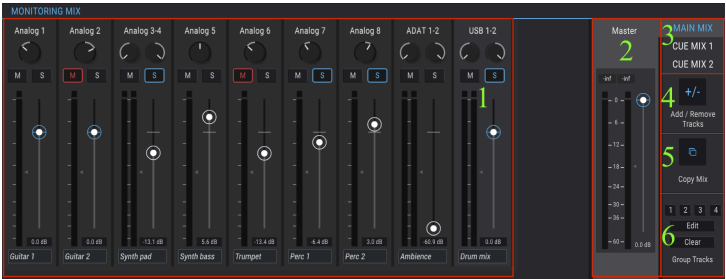 MONITORING MIX
Analog 1 Analog 2 Analog 3-4 Analog 5 Analog 6 Analog 7 Analog 8 ADAT 1-2 USB 1-2 Master 3 MAIN MIX
2 CUE MIX 1
CUE MIX 2
M S M S M S M S M S M S M S M S M S -inf -inf
1 4 +/-
0
6
Add / Remove
Tracks
12
5
18
Copy Mix
24
30
1 2 3 4
36
6 Edit
60
0.0 dB 0.0 dB -13.1 dB 5.6 dB -13.4 dB -6.4 dB 3.0 dB -60.9 dB 0.0 dB 0.0 dB Clear
Guitar 1 Guitar 2 Synth pad Synth bass Trumpet Perc 1 Perc 2 Ambience Drum mix Group Tracks